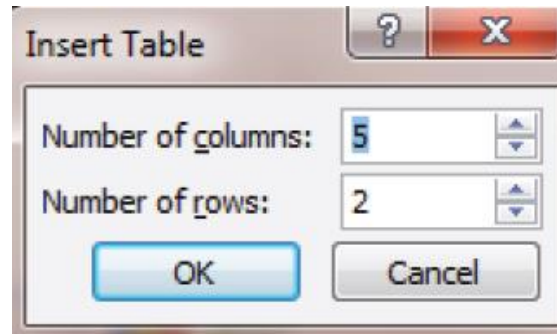 Insert Table
Number of columns: 5
Number of rows: 2
OK Cancel